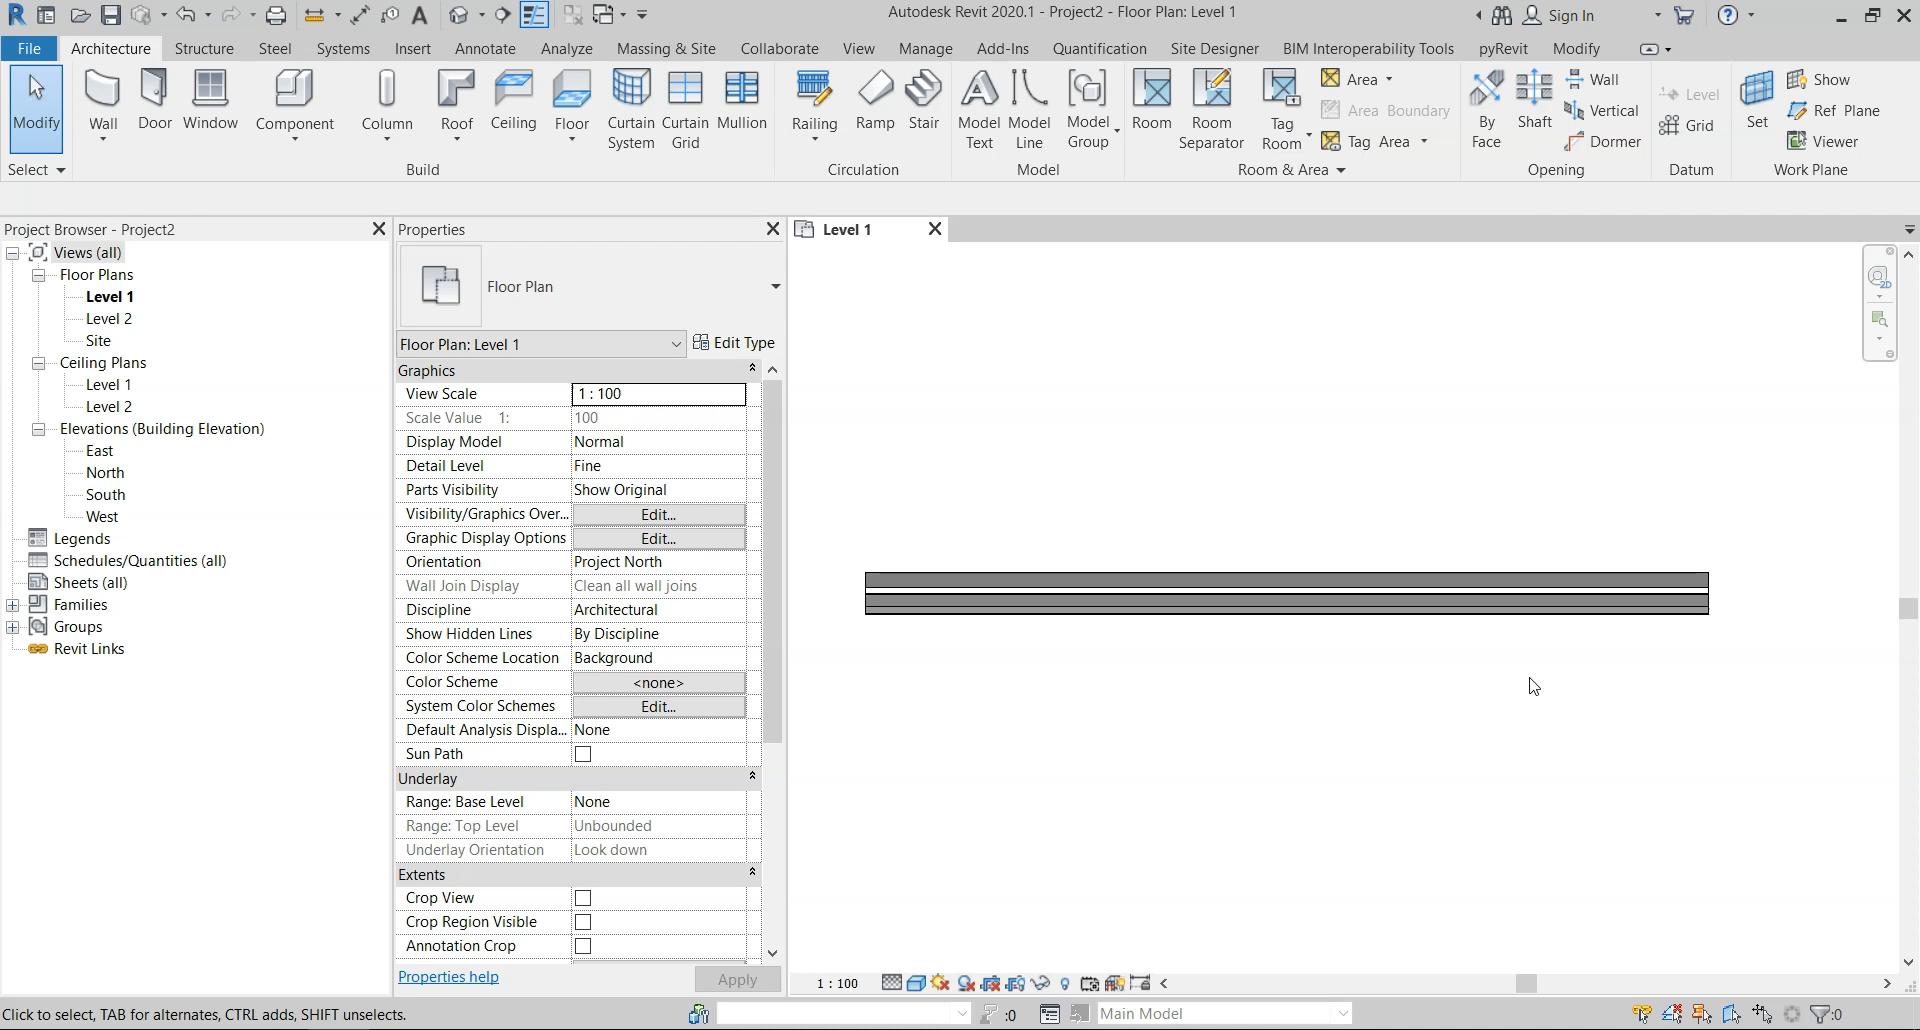 Autodesk Revit 2020.1 - Project2 - Floor Plan: Level 1
Sign In
File Architecture Structure Steel Systems Insert Annotate Analyze Massing & Site Collaborate View Manage Add-Ins Quantification Site Designer BIM Interoperability Tools pyRevit Modify
Modify
Wall
Door
Window
Component
Column
Roof
Ceiling
Floor
Curtain System
Curtain Grid
Mullion
Railing
Ramp
Stair
Model Text
Model Line
Model Group
Room
Room Separator
Tag Room
Area
Area Boundary
Tag Area
By Face
Shaft
Wall
Vertical
Dormer
Level
Grid
Set
Show
Ref Plane
Viewer
Select
Build
Circulation
Model
Room & Area
Opening
Datum
Work Plane
Project Browser - Project2
Views (all)
Floor Plans
Level 1
Level 2
Site
Ceiling Plans
Level 1
Level 2
Elevations (Building Elevation)
East
North
South
West
Legends
Schedules/Quantities (all)
Sheets (all)
Families
Groups
Revit Links
Properties
Floor Plan
Floor Plan: Level 1
Edit Type
Graphics
View Scale 1 : 100
Scale Value 1: 100
Display Model Normal
Detail Level Fine
Parts Visibility Show Original
Visibility/Graphics Over... Edit...
Graphic Display Options Edit...
Orientation Project North
Wall Join Display Clean all wall joins
Discipline Architectural
Show Hidden Lines By Discipline
Color Scheme Location Background
Color Scheme <none>
System Color Schemes Edit...
Default Analysis Displa... None
Sun Path
Underlay
Range: Base Level None
Range: Top Level Unbounded
Underlay Orientation Look down
Extents
Crop View
Crop Region Visible
Annotation Crop
Properties help
Apply
Level 1
2D
1 : 100
Click to select, TAB for alternates, CTRL adds, SHIFT unselects.
:0
Main Model
:0